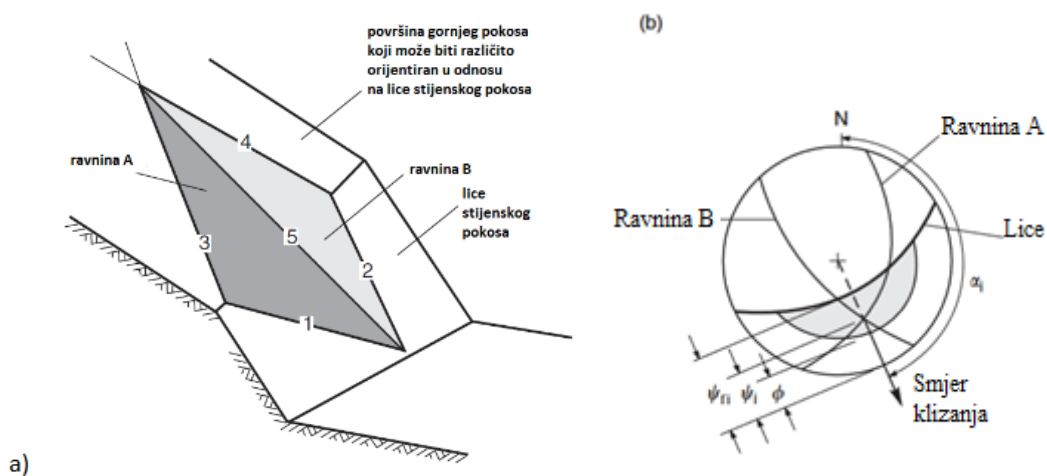 površina gornjeg pokosa
koji može biti različito
orijentiran u odnosu
na lice stijenskog pokosa
4
ravnina A
ravnina B
lice
stijenskog
pokosa
3
5
2
1
a)
(b)
N
Ravnina A
Ravnina B
Lice
αi
ψfi
ψi
ϕ
Smjer
klizanja